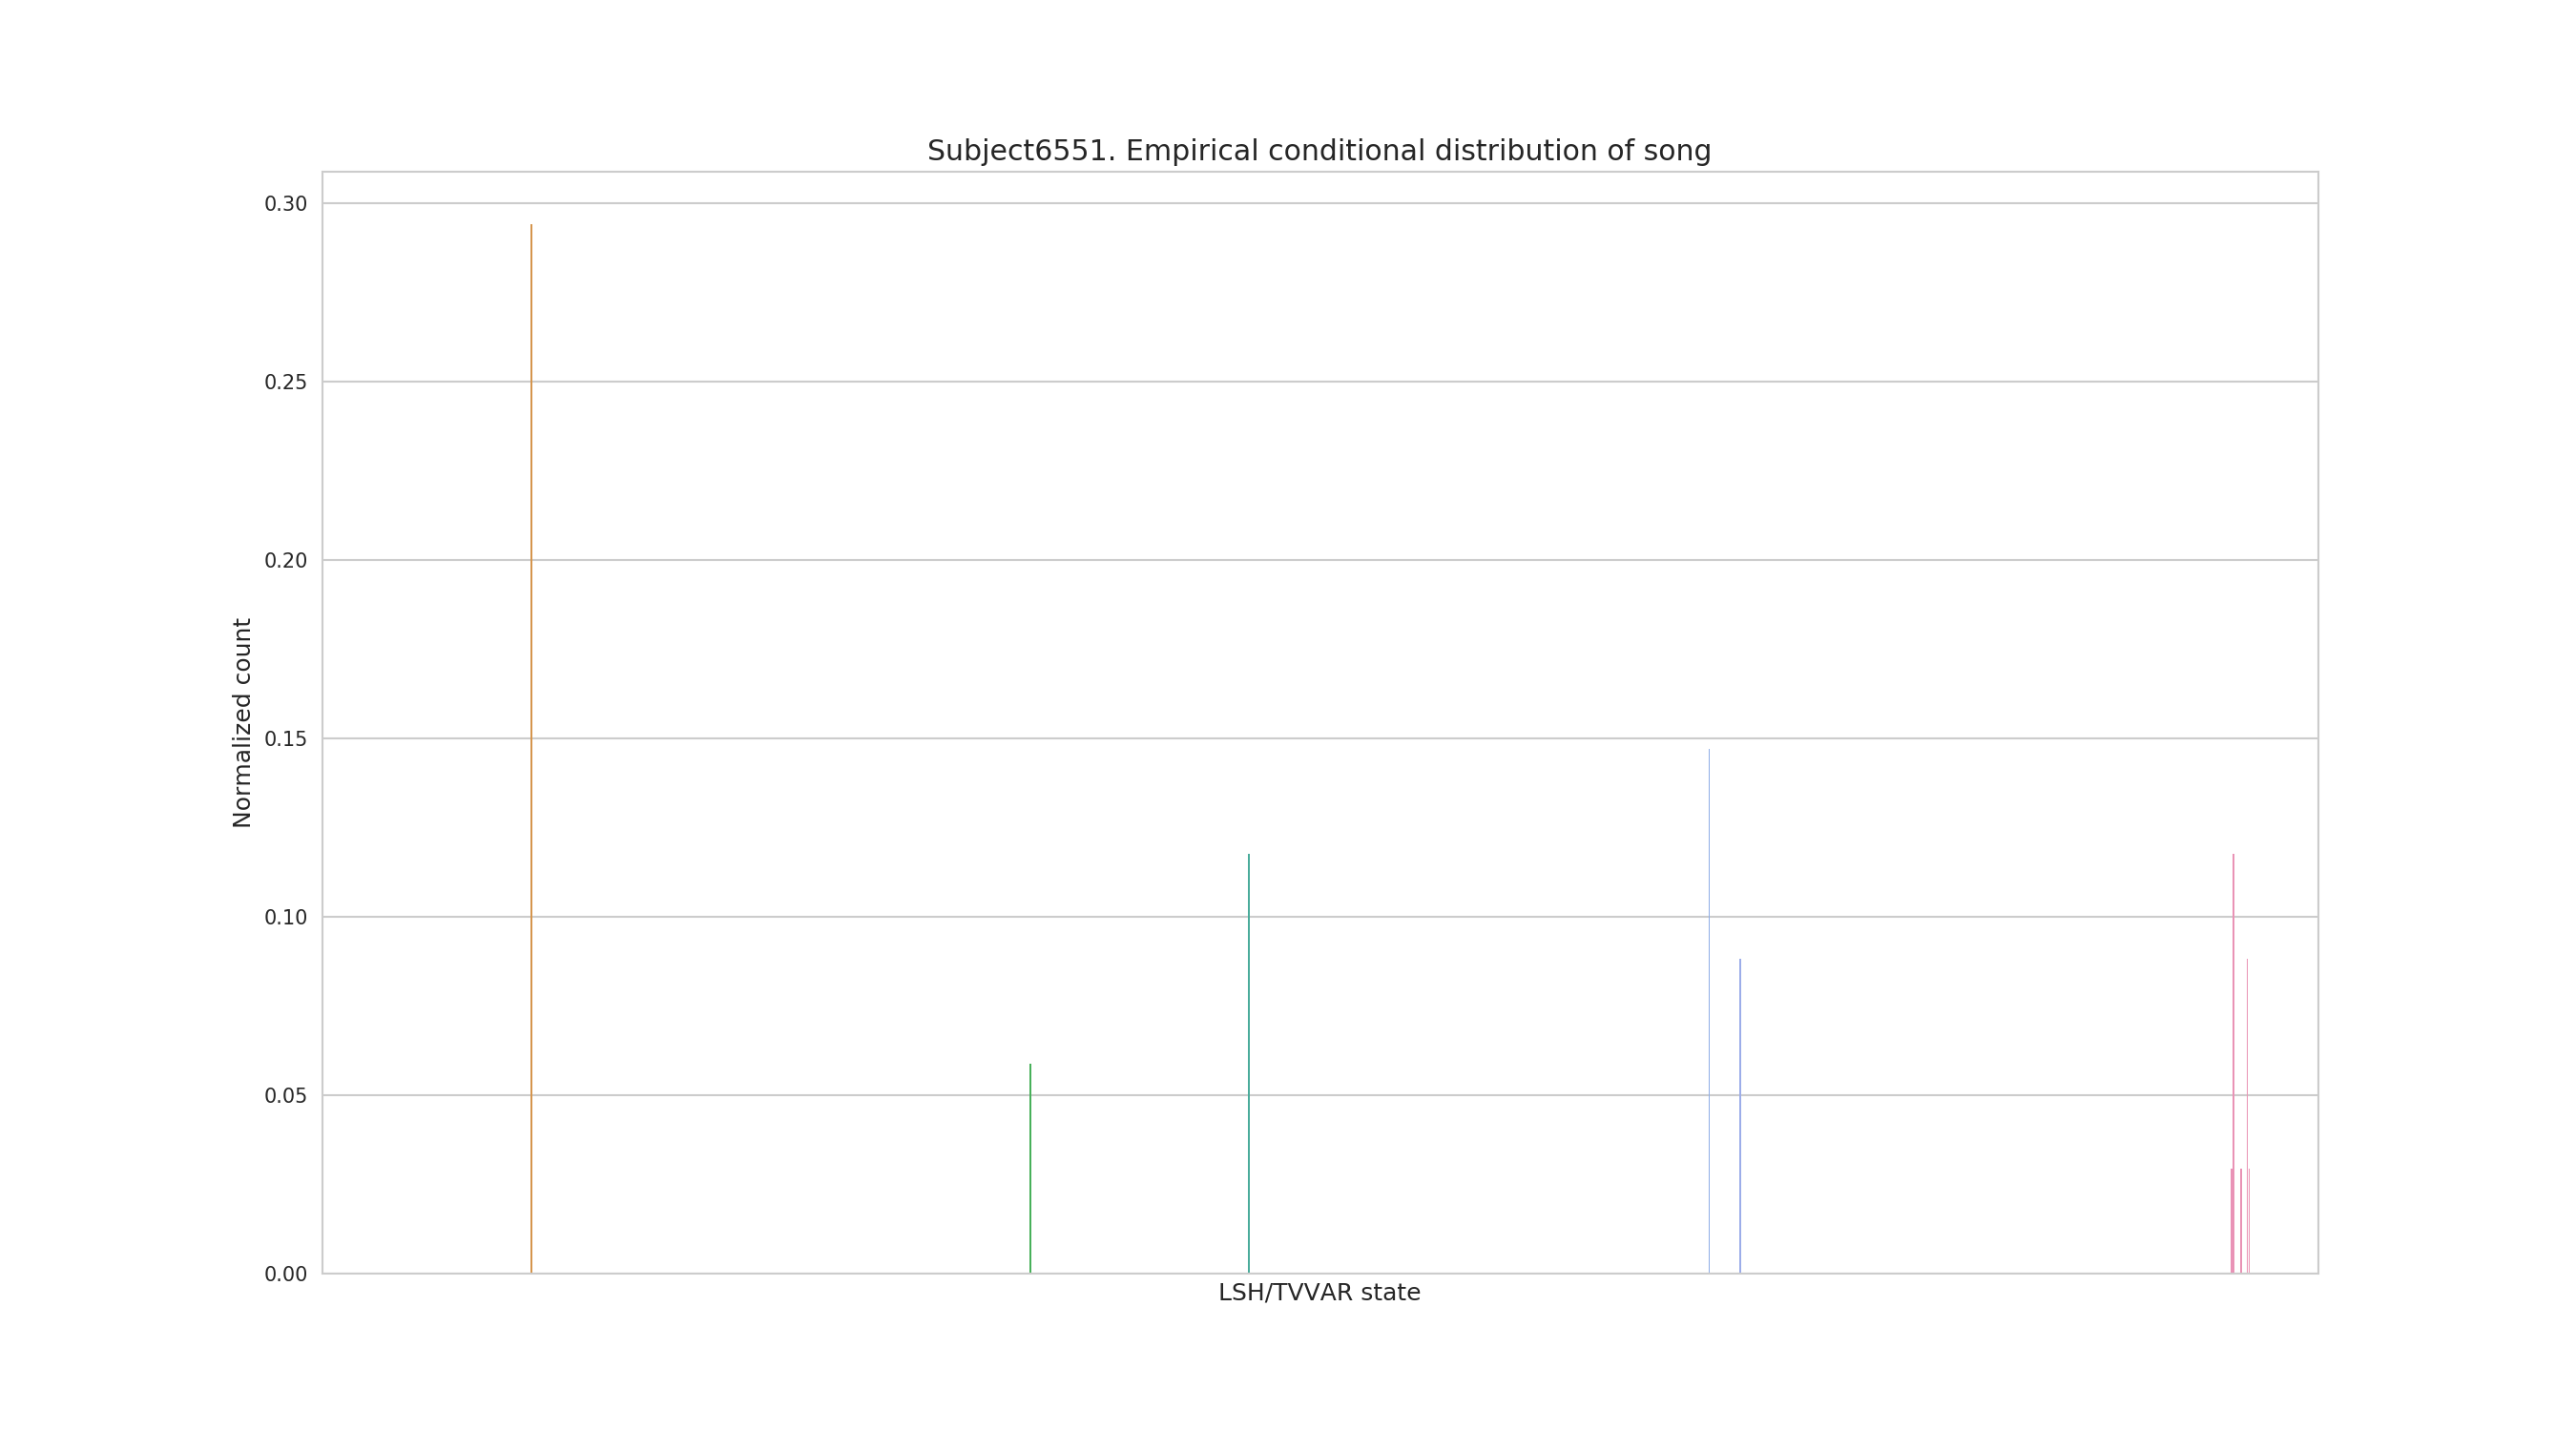 Subject6551. Empirical conditional distribution of song
0.30
0.25
0.20
0.15
0.10
0.05
0.00
Normalized count
LSH/TVVAR state